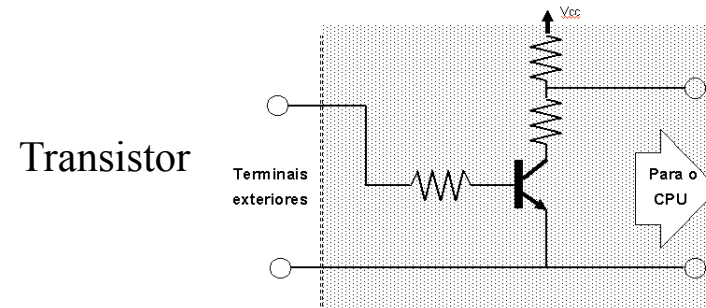 Vcc
Transistor
Terminais
exteriores
Para o
CPU